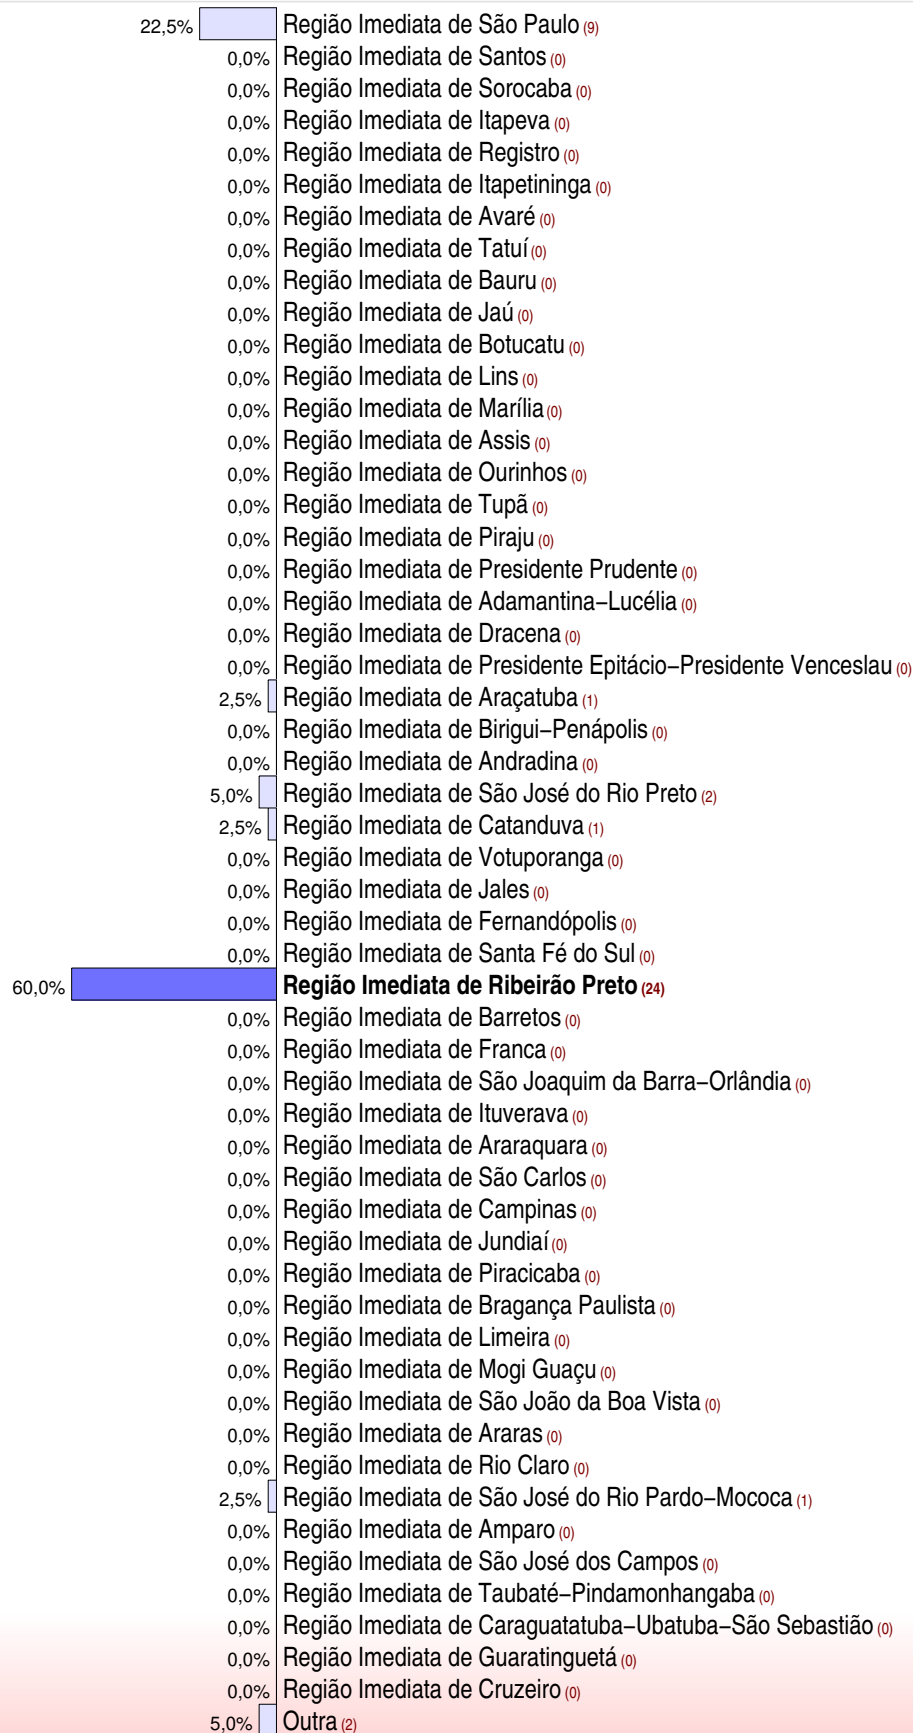 22,5% Região Imediata de São Paulo (9)
0,0% Região Imediata de Santos (0)
0,0% Região Imediata de Sorocaba (0)
0,0% Região Imediata de Itapeva (0)
0,0% Região Imediata de Registro (0)
0,0% Região Imediata de Itapetininga (0)
0,0% Região Imediata de Avaré (0)
0,0% Região Imediata de Tatuí (0)
0,0% Região Imediata de Bauru (0)
0,0% Região Imediata de Jaú (0)
0,0% Região Imediata de Botucatu (0)
0,0% Região Imediata de Lins (0)
0,0% Região Imediata de Marília (0)
0,0% Região Imediata de Assis (0)
0,0% Região Imediata de Ourinhos (0)
0,0% Região Imediata de Tupã (0)
0,0% Região Imediata de Piraju (0)
0,0% Região Imediata de Presidente Prudente (0)
0,0% Região Imediata de Adamantina−Lucélia (0)
0,0% Região Imediata de Dracena (0)
0,0% Região Imediata de Presidente Epitácio−Presidente Venceslau (0)
2,5% Região Imediata de Araçatuba (1)
0,0% Região Imediata de Birigui−Penápolis (0)
0,0% Região Imediata de Andradina (0)
5,0% Região Imediata de São José do Rio Preto (2)
2,5% Região Imediata de Catanduva (1)
0,0% Região Imediata de Votuporanga (0)
0,0% Região Imediata de Jales (0)
0,0% Região Imediata de Fernandópolis (0)
0,0% Região Imediata de Santa Fé do Sul (0)
60,0% Região Imediata de Ribeirão Preto (24)
0,0% Região Imediata de Barretos (0)
0,0% Região Imediata de Franca (0)
0,0% Região Imediata de São Joaquim da Barra−Orlândia (0)
0,0% Região Imediata de Ituverava (0)
0,0% Região Imediata de Araraquara (0)
0,0% Região Imediata de São Carlos (0)
0,0% Região Imediata de Campinas (0)
0,0% Região Imediata de Jundiaí (0)
0,0% Região Imediata de Piracicaba (0)
0,0% Região Imediata de Bragança Paulista (0)
0,0% Região Imediata de Limeira (0)
0,0% Região Imediata de Mogi Guaçu (0)
0,0% Região Imediata de São João da Boa Vista (0)
0,0% Região Imediata de Araras (0)
0,0% Região Imediata de Rio Claro (0)
2,5% Região Imediata de São José do Rio Pardo−Mococa (1)
0,0% Região Imediata de Amparo (0)
0,0% Região Imediata de São José dos Campos (0)
0,0% Região Imediata de Taubaté−Pindamonhangaba (0)
0,0% Região Imediata de Caraguatatuba−Ubatuba−São Sebastião (0)
0,0% Região Imediata de Guaratinguetá (0)
0,0% Região Imediata de Cruzeiro (0)
5,0% Outra (2)